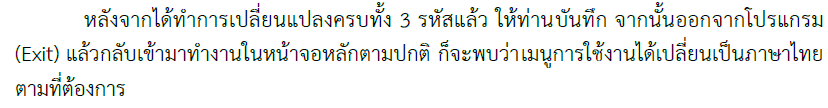 หลังจากได้ทำการเปลี่ยนแปลงครบทั้ง 3 รหัสแล้ว ให้ท่านบันทึก จากนั้นออกจากโปรแกรม
(Exit) แล้วกลับเข้ามาทำงานในหน้าจอหลักตามปกติ ก็จะพบว่าเมนูการใช้งานได้เปลี่ยนเป็นภาษาไทย
ตามที่ต้องการ